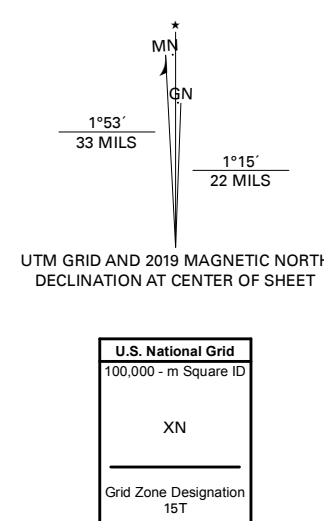 MN
GN
1°53´
33 MILS
1°15´
22 MILS
UTM GRID AND 2019 MAGNETIC NORTH
DECLINATION AT CENTER OF SHEET
U.S. National Grid
100,000 - m Square ID
XN
Grid Zone Designation
15T